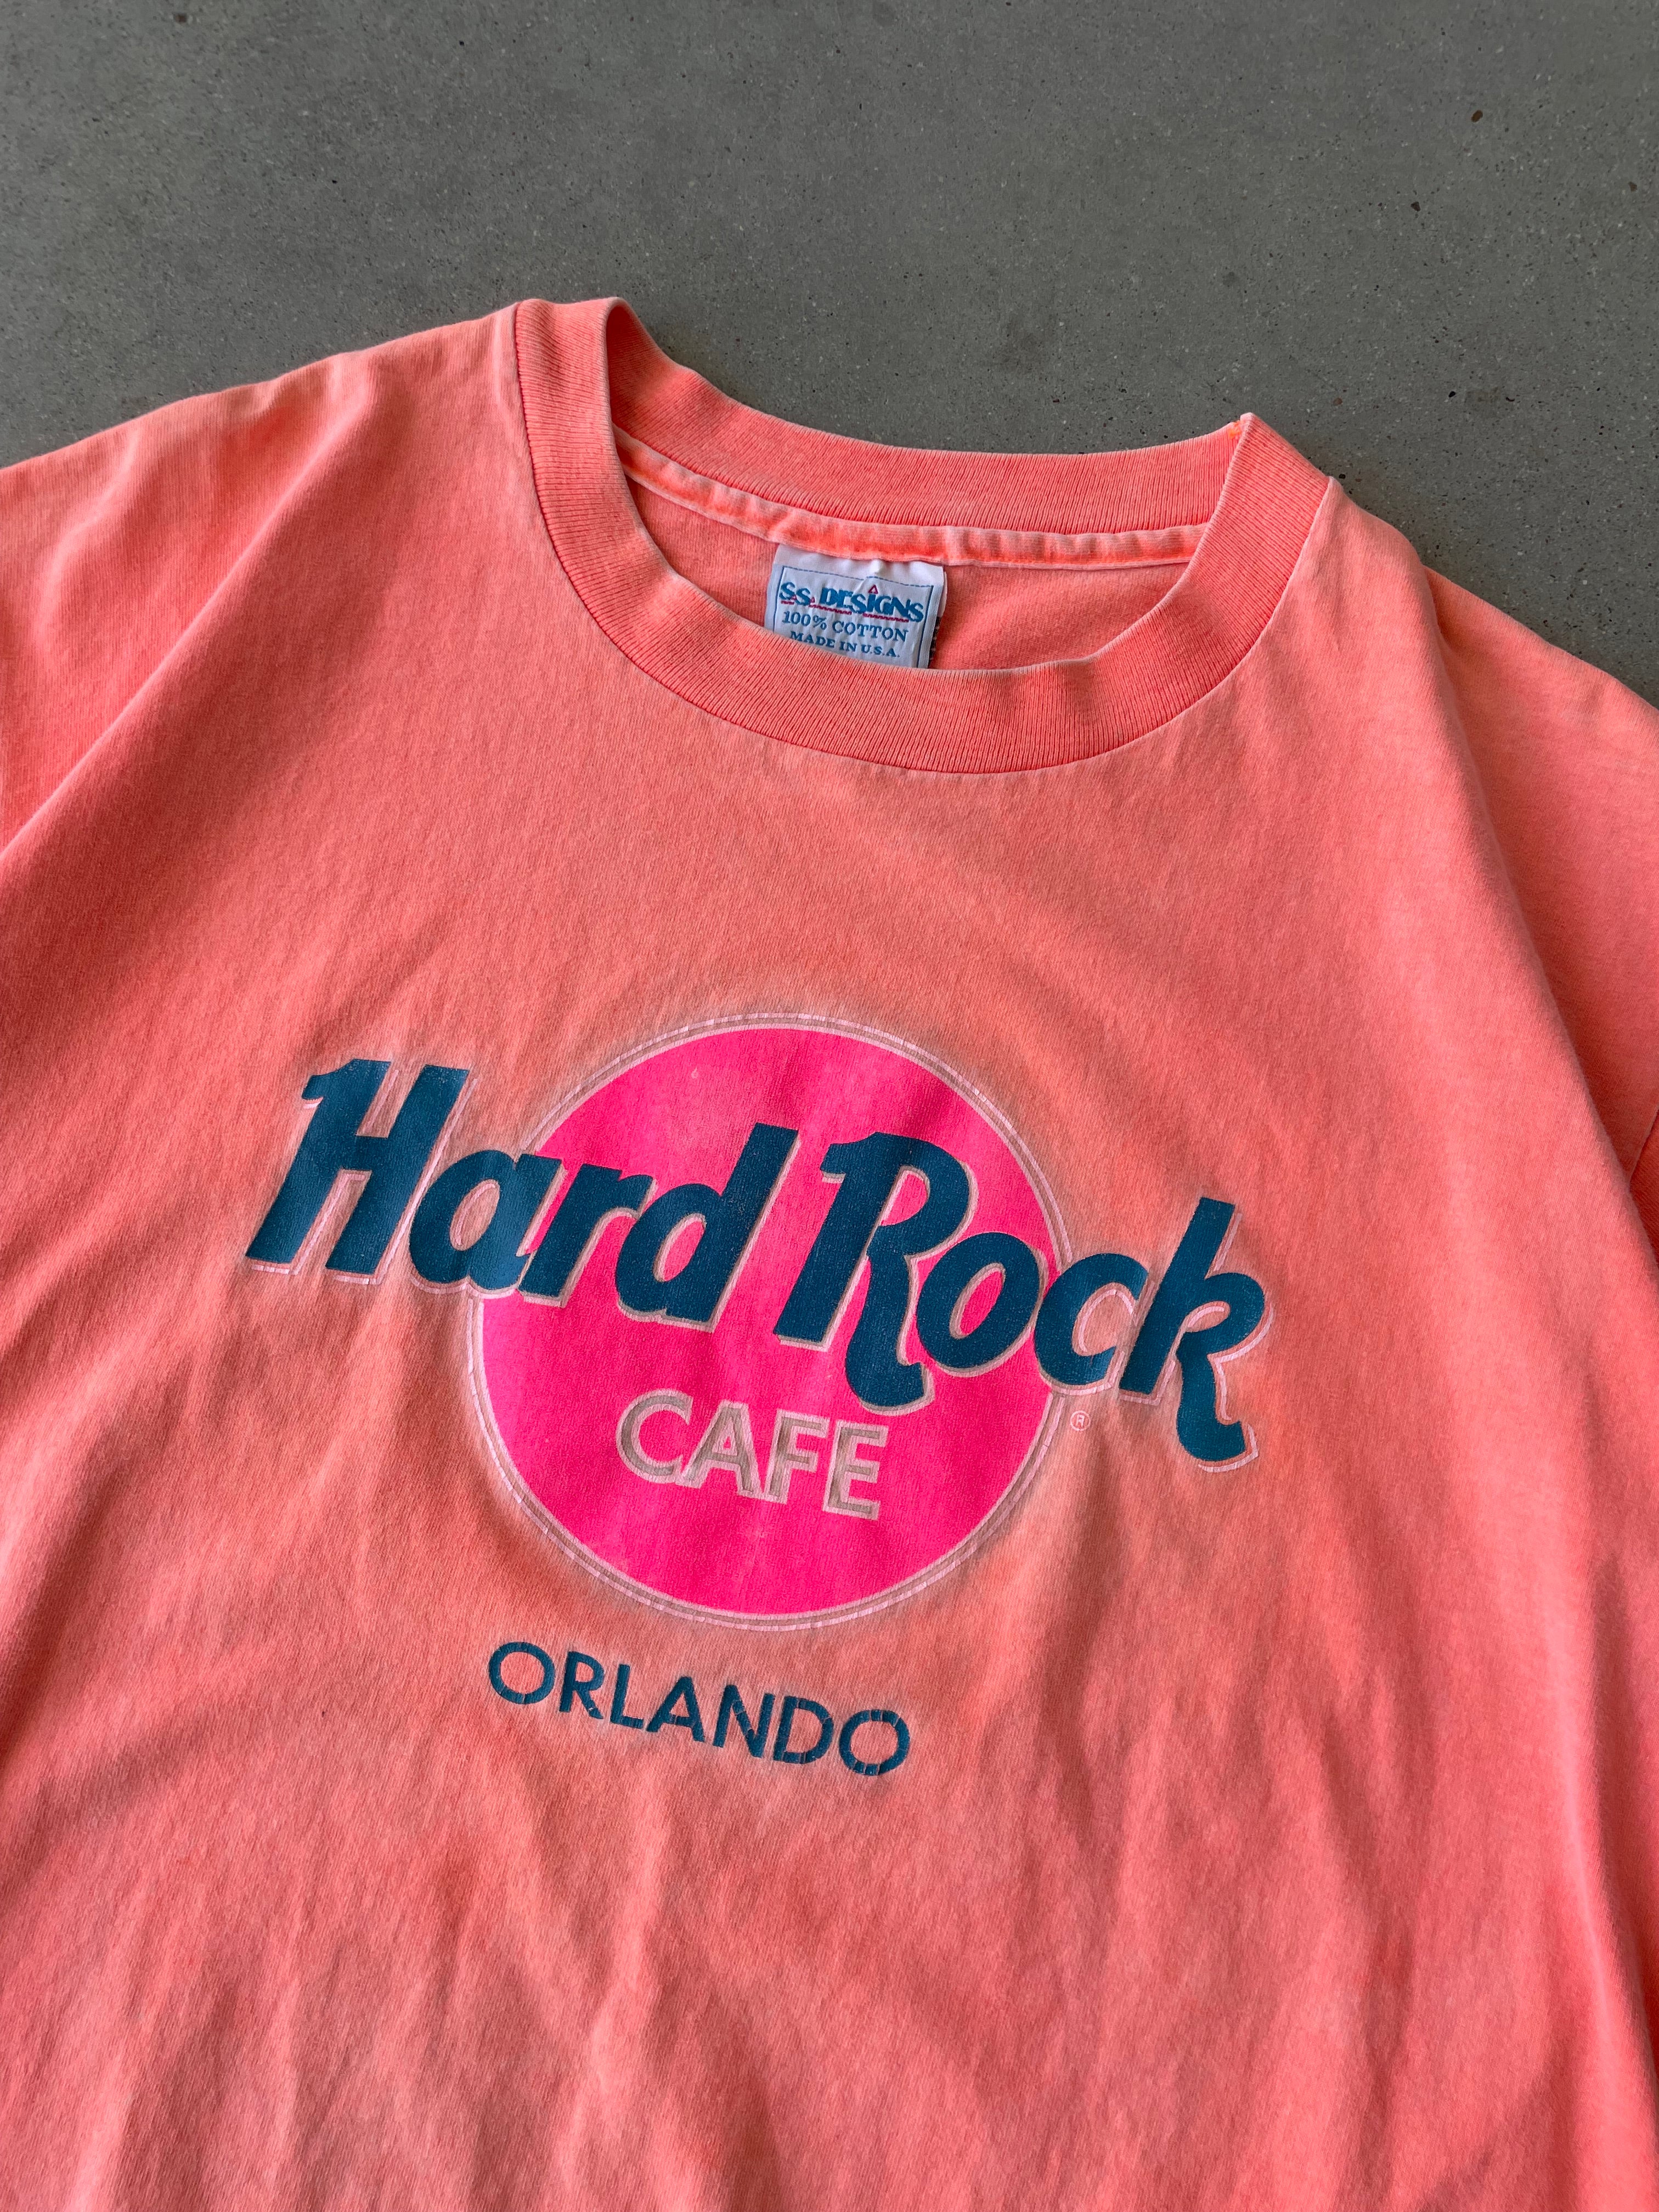 S.S. DESIGNS
100% COTTON
MADE IN U.S.A.
Hard Rock
CAFE
®
ORLANDO